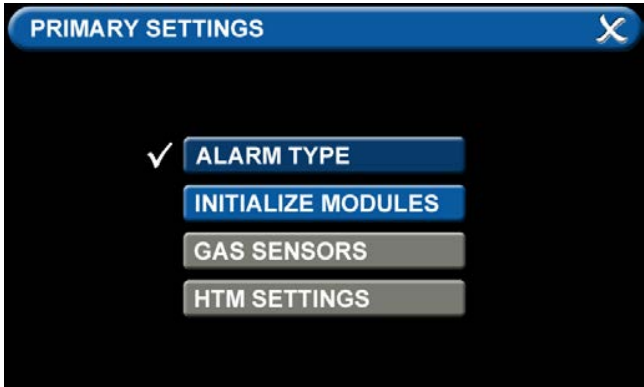 PRIMARY SETTINGS
ALARM TYPE
INITIALIZE MODULES
GAS SENSORS
HTM SETTINGS